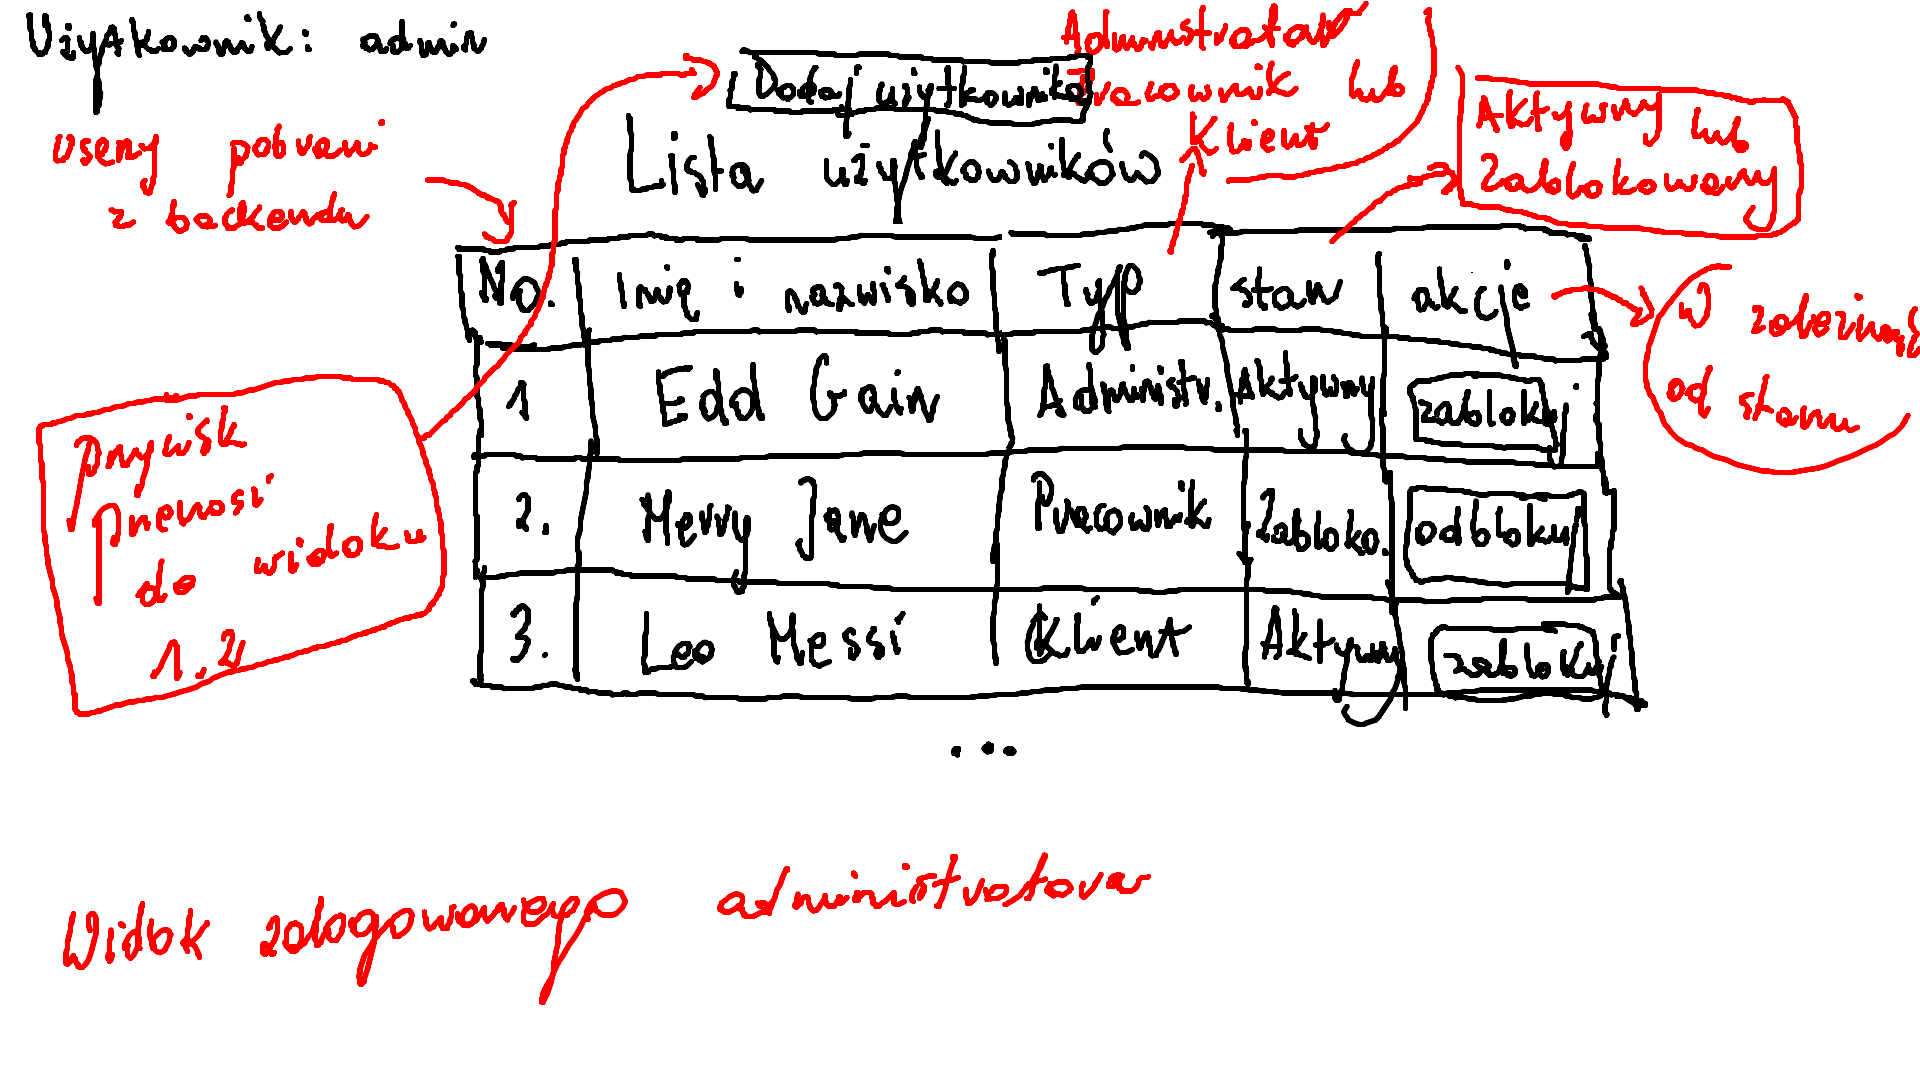 Użytkownik: admin
Dodaj użytkownika
Administrator
Pracownik lub
Klient
Aktywny lub
Zablokowany
usery pobrani
z backendu
Lista użytkowników
No. Imię i nazwisko Typ stan akcje
w zależności
od stanu
1 Edd Gain Administr. Aktywny zablokuj
2. Merry Jane Pracownik Zabloko. odblokuj
3. Leo Messi Klient Aktywny zablokuj
...
Przycisk
przenosi
do widoku
1.2
Widok zalogowanego administratora